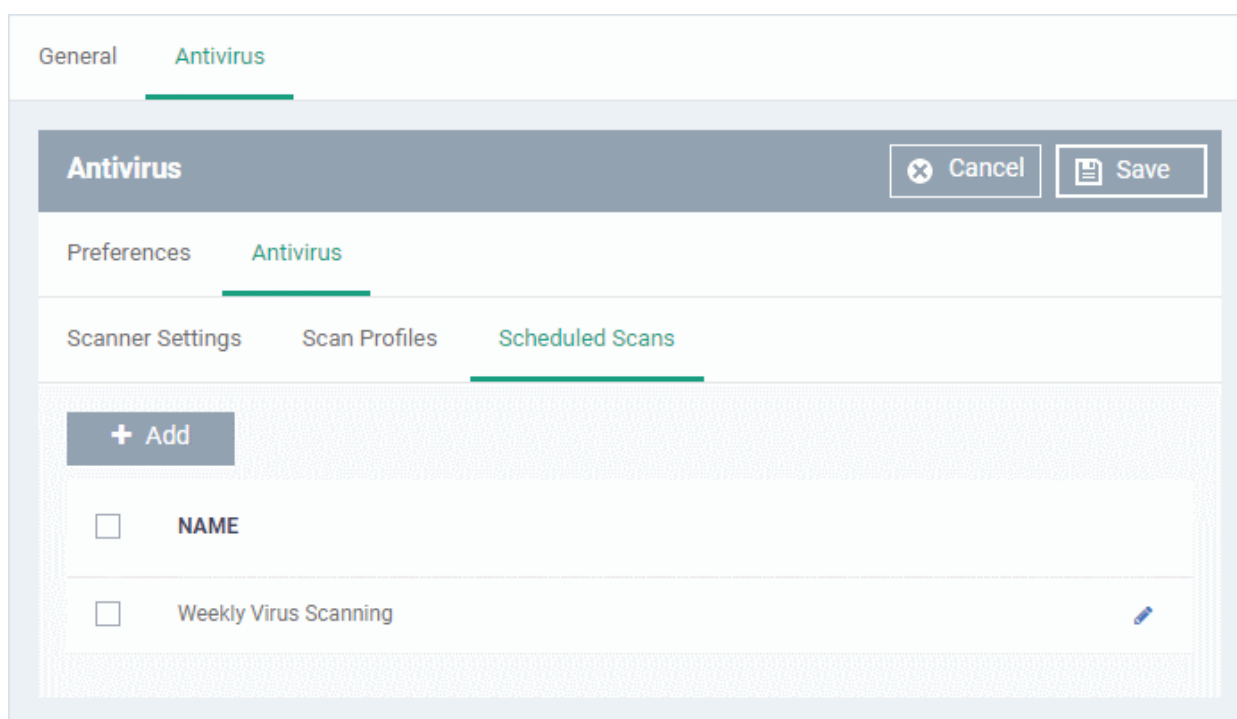 General Antivirus
Antivirus Cancel Save
Preferences Antivirus
Scanner Settings Scan Profiles Scheduled Scans
+ Add
NAME
Weekly Virus Scanning